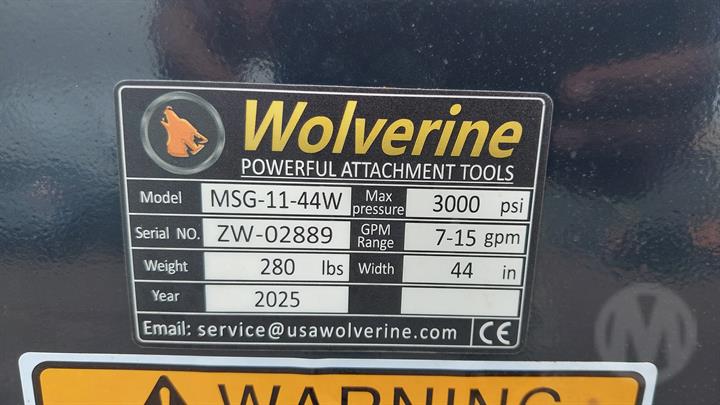 Wolverine
POWERFUL ATTACHMENT TOOLS
Model MSG-11-44W Max pressure 3000 psi
Serial NO. ZW-02889 GPM Range 7-15 gpm
Weight 280 lbs Width 44 in
Year 2025
Email: service@usawolverine.com CE
WARNING
M